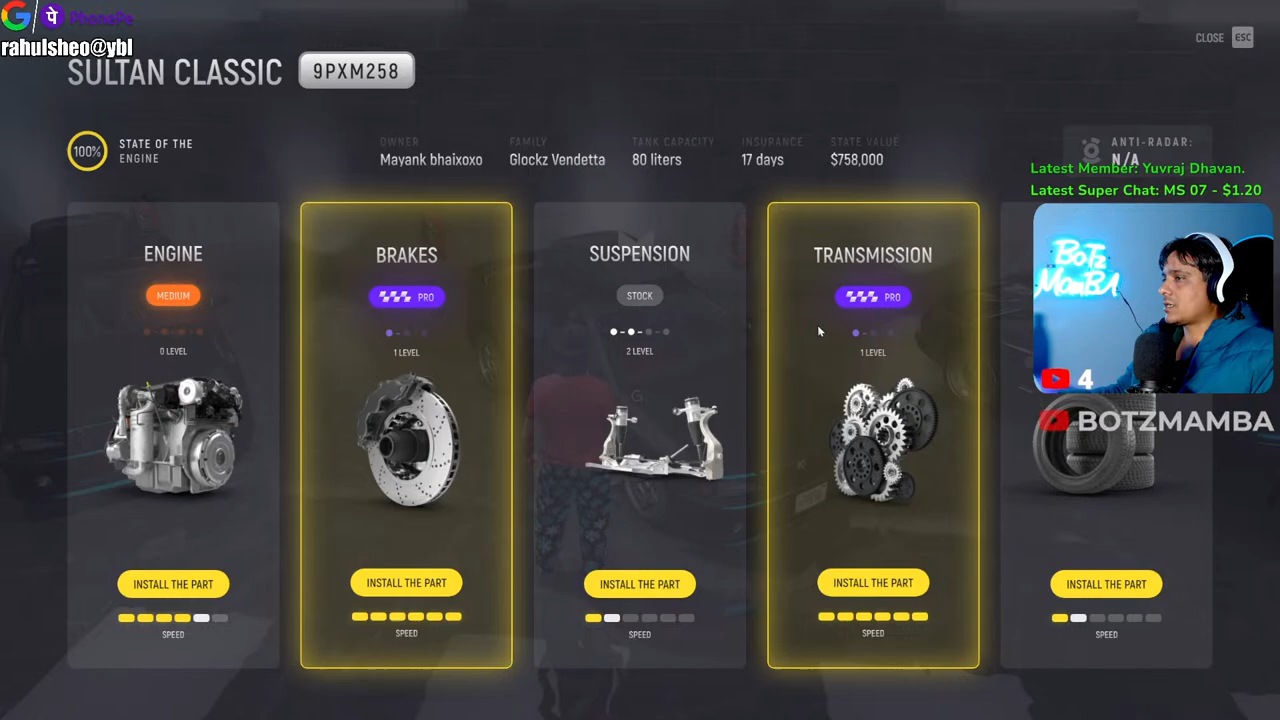 G/पे PhonePe
rahulsheo@ybl
CLOSE ESC
SULTAN CLASSIC 9PXM258
100% STATE OF THE
ENGINE
OWNER FAMILY TANK CAPACITY INSURANCE STATE VALUE
Mayank bhaixoxo Glockz Vendetta 80 liters 17 days $758,000
ANTI-RADAR:
N/A
Latest Member: Yuvraj Dhavan.
Latest Super Chat: MS 07 - $1.20
BoTz
MamBA
4
BOTZMAMBA
ENGINE
MEDIUM
0 LEVEL
INSTALL THE PART
SPEED
BRAKES
PRO
1 LEVEL
INSTALL THE PART
SPEED
SUSPENSION
STOCK
2 LEVEL
INSTALL THE PART
SPEED
TRANSMISSION
PRO
1 LEVEL
INSTALL THE PART
SPEED
INSTALL THE PART
SPEED